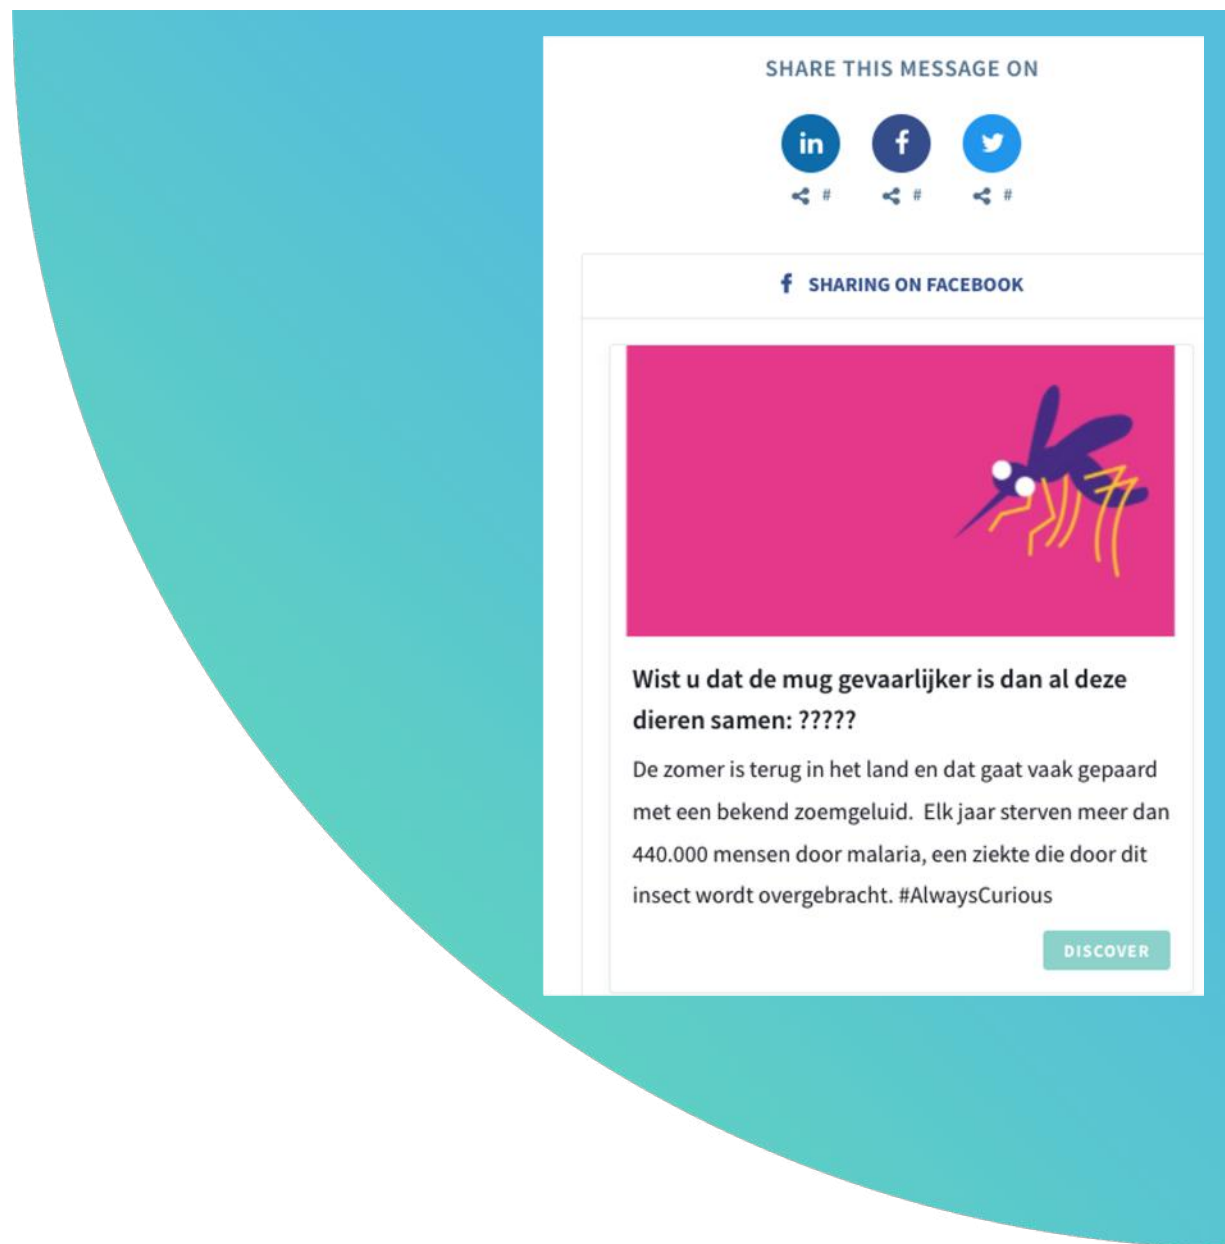 SHARE THIS MESSAGE ON
in f
# # #
f SHARING ON FACEBOOK
Wist u dat de mug gevaarlijker is dan al deze
dieren samen: ?????
De zomer is terug in het land en dat gaat vaak gepaard
met een bekend zoemgeluid. Elk jaar sterven meer dan
440.000 mensen door malaria, een ziekte die door dit
insect wordt overgebracht. #AlwaysCurious
DISCOVER